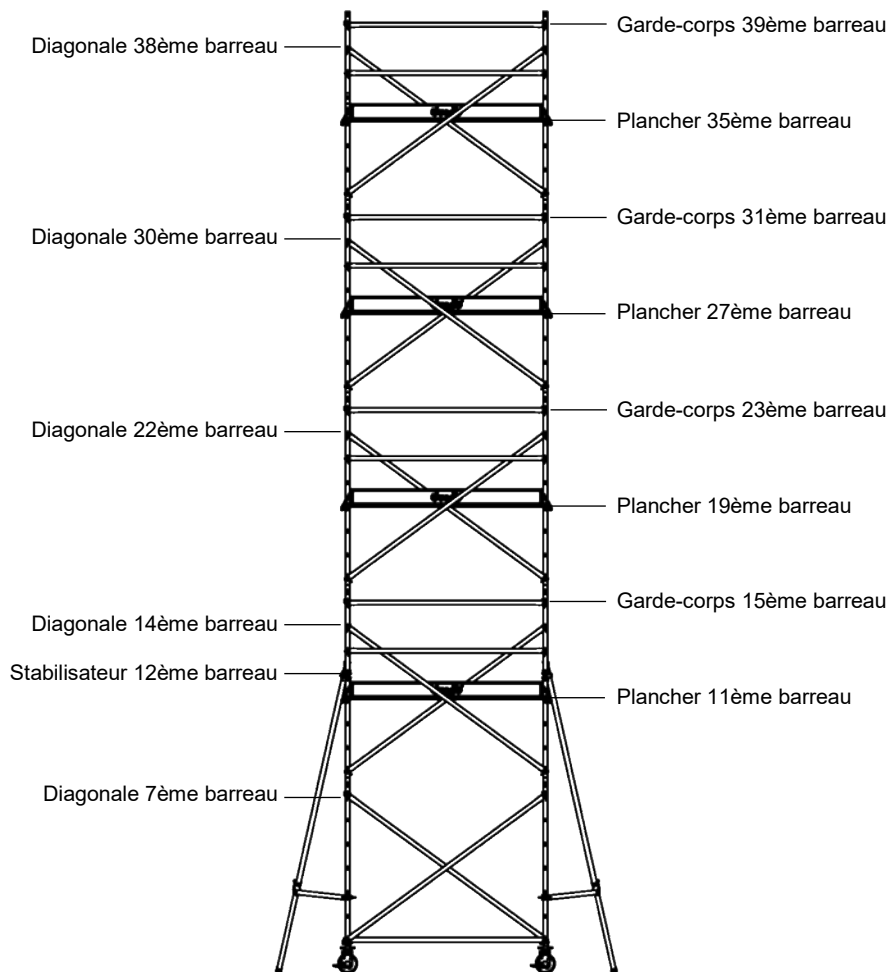 Garde-corps 39ème barreau
Diagonale 38ème barreau
Plancher 35ème barreau
Garde-corps 31ème barreau
Diagonale 30ème barreau
Plancher 27ème barreau
Garde-corps 23ème barreau
Diagonale 22ème barreau
Plancher 19ème barreau
Garde-corps 15ème barreau
Diagonale 14ème barreau
Stabilisateur 12ème barreau
Plancher 11ème barreau
Diagonale 7ème barreau